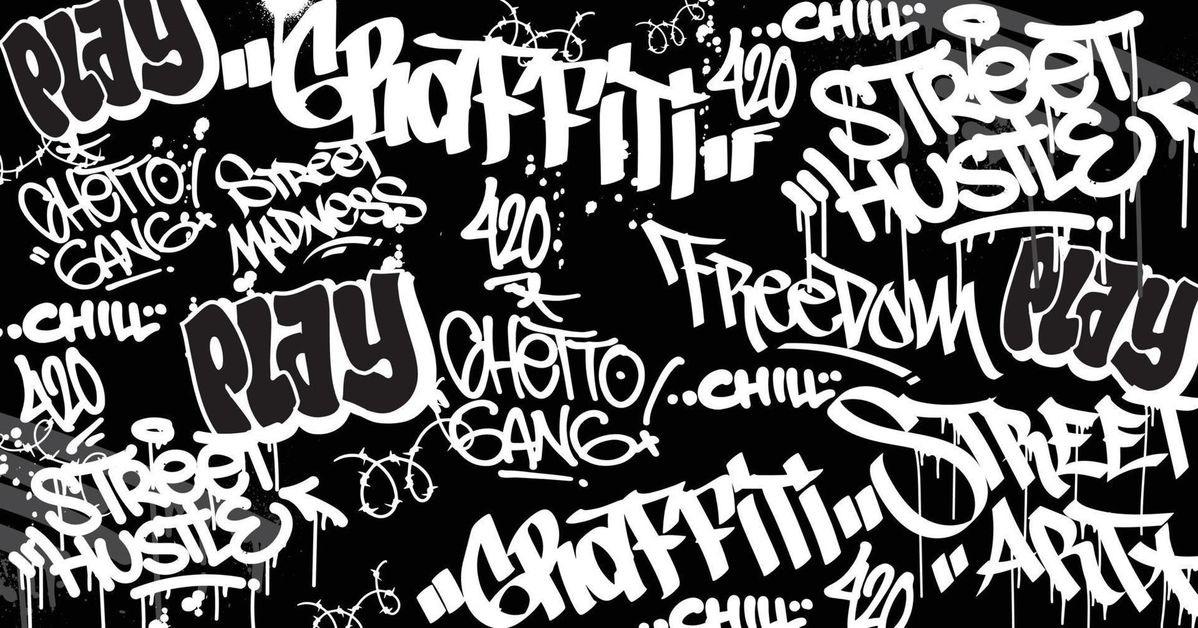 PLAY
"GRAFFITI"
420
CHILL
STREET
"HUSTLE
GHETTO
"GANG
STREET
MADNESS
420
"FREEDOM
PLAY
CHILL
PLAY
GHETTO
GANG
CHILL
420
STREET
"HUSTLE
STREET
"ART
"GRAFFITI"
CHILL
420